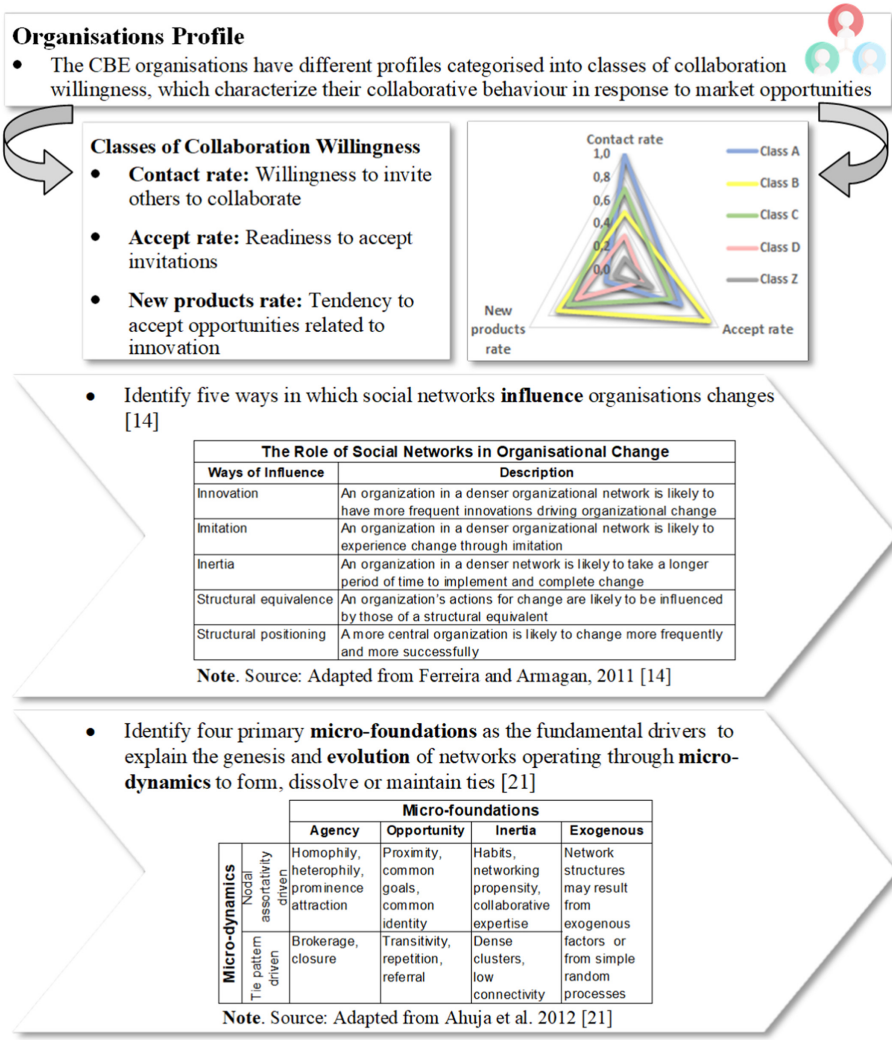 Organisations Profile
• The CBE organisations have different profiles categorised into classes of collaboration
willingness, which characterize their collaborative behaviour in response to market opportunities
Classes of Collaboration Willingness
• Contact rate: Willingness to invite
others to collaborate
• Accept rate: Readiness to accept
invitations
• New products rate: Tendency to
accept opportunities related to
innovation
Contact rate
1,0
0,8
0,6
0,4
0,2
0,0
New
products
rate
Accept rate
Class A
Class B
Class C
Class D
Class Z
• Identify five ways in which social networks influence organisations changes
[14]
The Role of Social Networks in Organisational Change
Ways of Influence Description
Innovation An organization in a denser organizational network is likely to
have more frequent innovations driving organizational change
Imitation An organization in a denser organizational network is likely to
experience change through imitation
Inertia An organization in a denser network is likely to take a longer
period of time to implement and complete change
Structural equivalence An organization's actions for change are likely to be influenced
by those of a structural equivalent
Structural positioning A more central organization is likely to change more frequently
and more successfully
Note. Source: Adapted from Ferreira and Armagan, 2011 [14]
• Identify four primary micro-foundations as the fundamental drivers to
explain the genesis and evolution of networks operating through micro-
dynamics to form, dissolve or maintain ties [21]
Micro-foundations
Agency Opportunity Inertia Exogenous
Micro-dynamics
Nodal
assortativity
driven
Homophily,
heterophily,
prominence
attraction
Proximity,
common
goals,
common
identity
Habits,
networking
propensity,
collaborative
expertise
Network
structures
may result
from
exogenous
factors or
from simple
random
processes
Tie pattern
driven
Brokerage,
closure
Transitivity,
repetition,
referral
Dense
clusters,
low
connectivity
Note. Source: Adapted from Ahuja et al. 2012 [21]